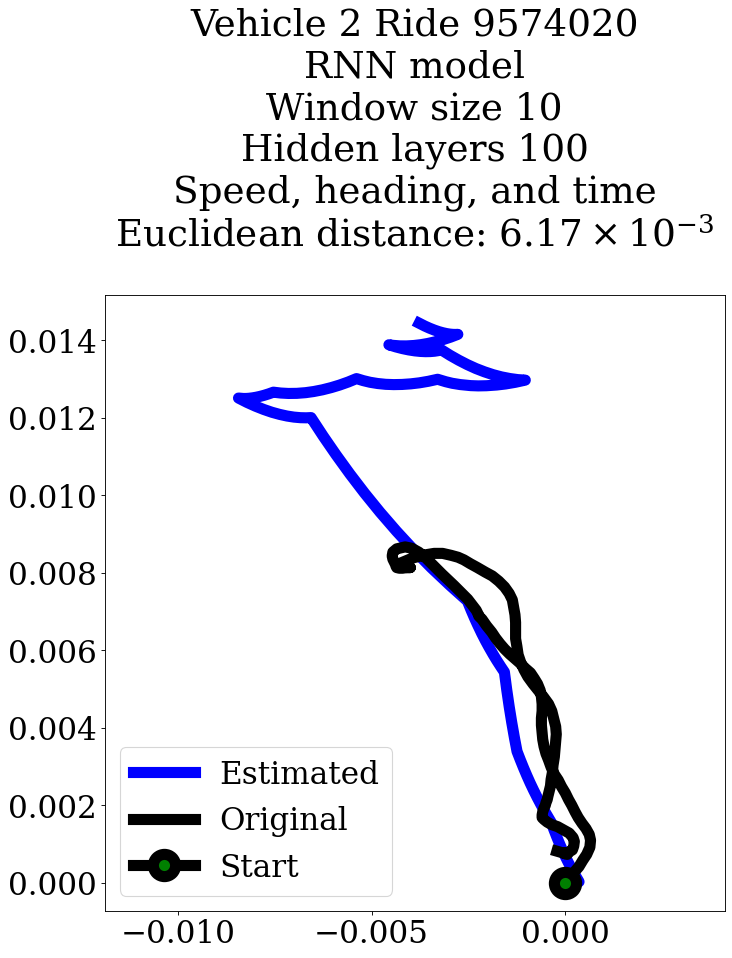 Vehicle 2 Ride 9574020
RNN model
Window size 10
Hidden layers 100
Speed, heading, and time
Euclidean distance: 6.17 × 10⁻³
0.014
0.012
0.010
0.008
0.006
0.004
0.002
0.000
Estimated
Original
Start
−0.010 −0.005 0.000